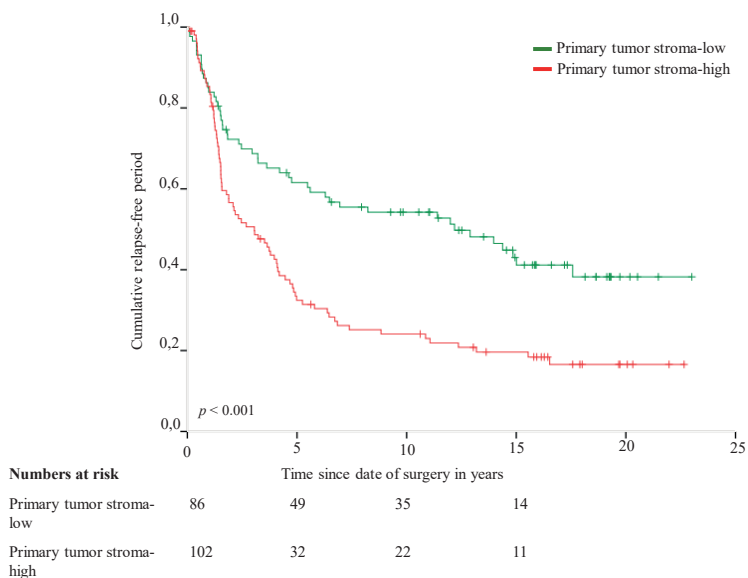 1,0
0,8
0,6
0,4
0,2
0,0
Cumulative relapse-free period
Primary tumor stroma-low
Primary tumor stroma-high
p < 0.001
0 5 10 15 20 25
Numbers at risk Time since date of surgery in years
Primary tumor stroma- 86 49 35 14
low
Primary tumor stroma- 102 32 22 11
high